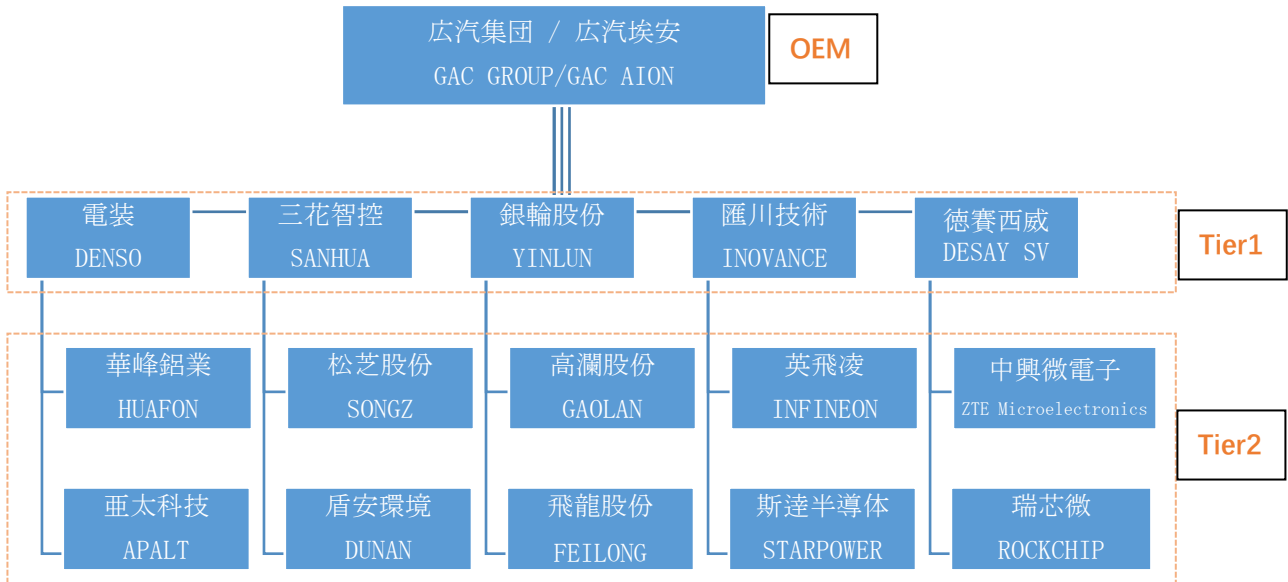 広汽集団 / 広汽埃安
GAC GROUP/GAC AION
OEM
電装
DENSO
三花智控
SANHUA
銀輪股份
YINLUN
匯川技術
INOVANCE
徳賽西威
DESAY SV
Tier1
華峰鋁業
HUAFON
松芝股份
SONGZ
高瀾股份
GAOLAN
英飛凌
INFINEON
中興微電子
ZTE Microelectronics
Tier2
亜太科技
APALT
盾安環境
DUNAN
飛龍股份
FEILONG
斯達半導体
STARPOWER
瑞芯微
ROCKCHIP